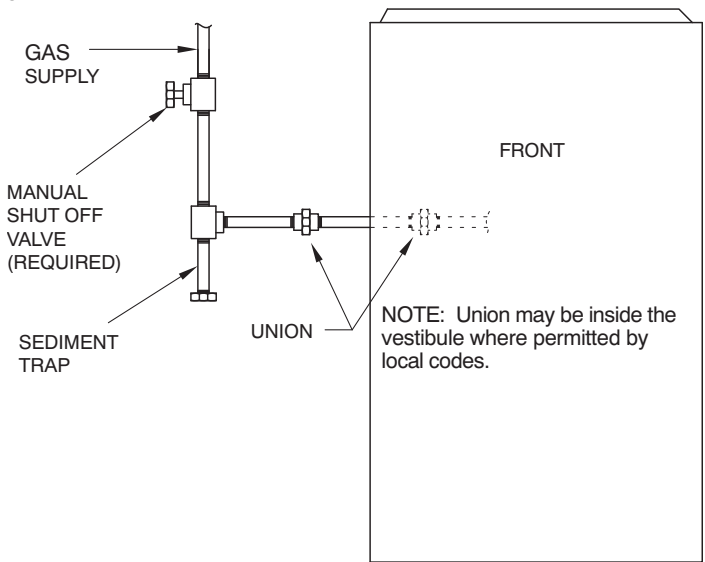 GAS
SUPPLY
FRONT
MANUAL
SHUT OFF
VALVE
(REQUIRED)
SEDIMENT
TRAP
UNION
NOTE: Union may be inside the
vestibule where permitted by
local codes.